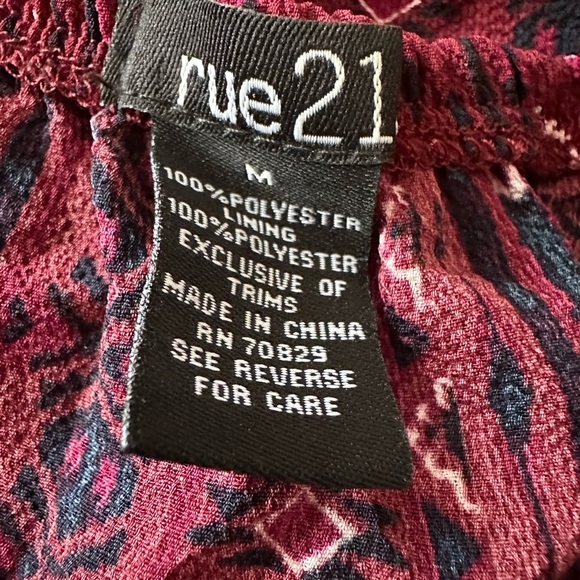 rue21
M
100%POLYESTER
LINING
100%POLYESTER
EXCLUSIVE OF
TRIMS
MADE IN CHINA
RN 70829
SEE REVERSE
FOR CARE